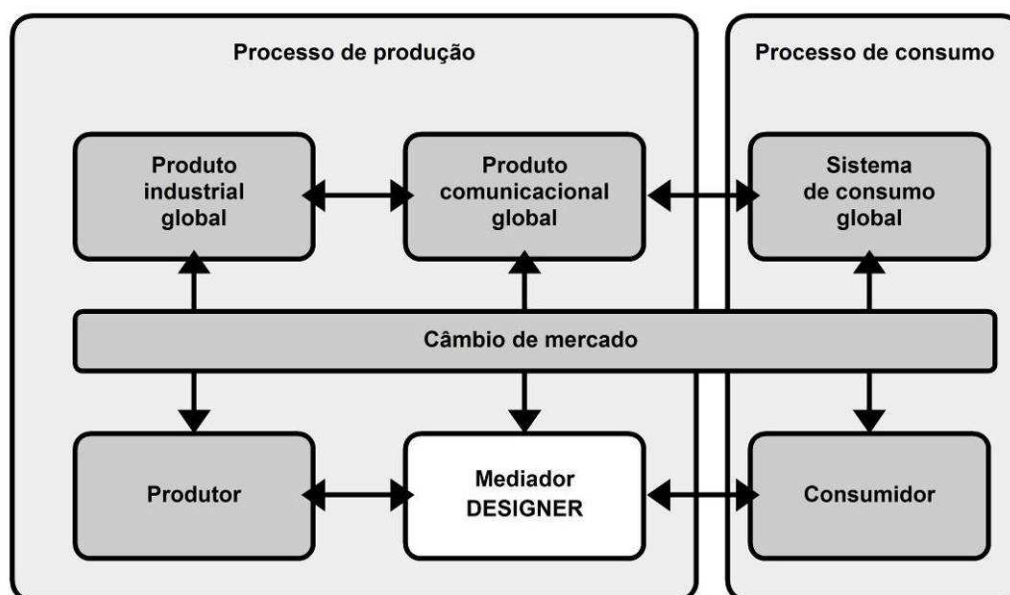 Processo de produção
Processo de consumo
Produto
industrial
global
Produto
comunicacional
global
Sistema
de consumo
global
Câmbio de mercado
Produtor
Mediador
DESIGNER
Consumidor